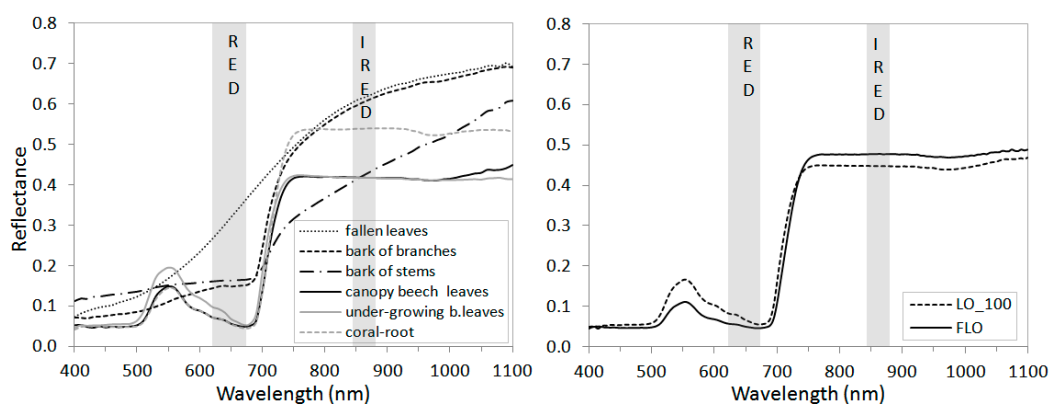 0.8
0.7
0.6
0.5
0.4
0.3
0.2
0.1
0.0
Reflectance
R
E
D
I
R
E
D
fallen leaves
bark of branches
bark of stems
canopy beech leaves
under-growing b.leaves
coral-root
400 500 600 700 800 900 1000 1100
Wavelength (nm)
0.8
0.7
0.6
0.5
0.4
0.3
0.2
0.1
0.0
R
E
D
I
R
E
D
LO_100
FLO
400 500 600 700 800 900 1000 1100
Wavelength (nm)